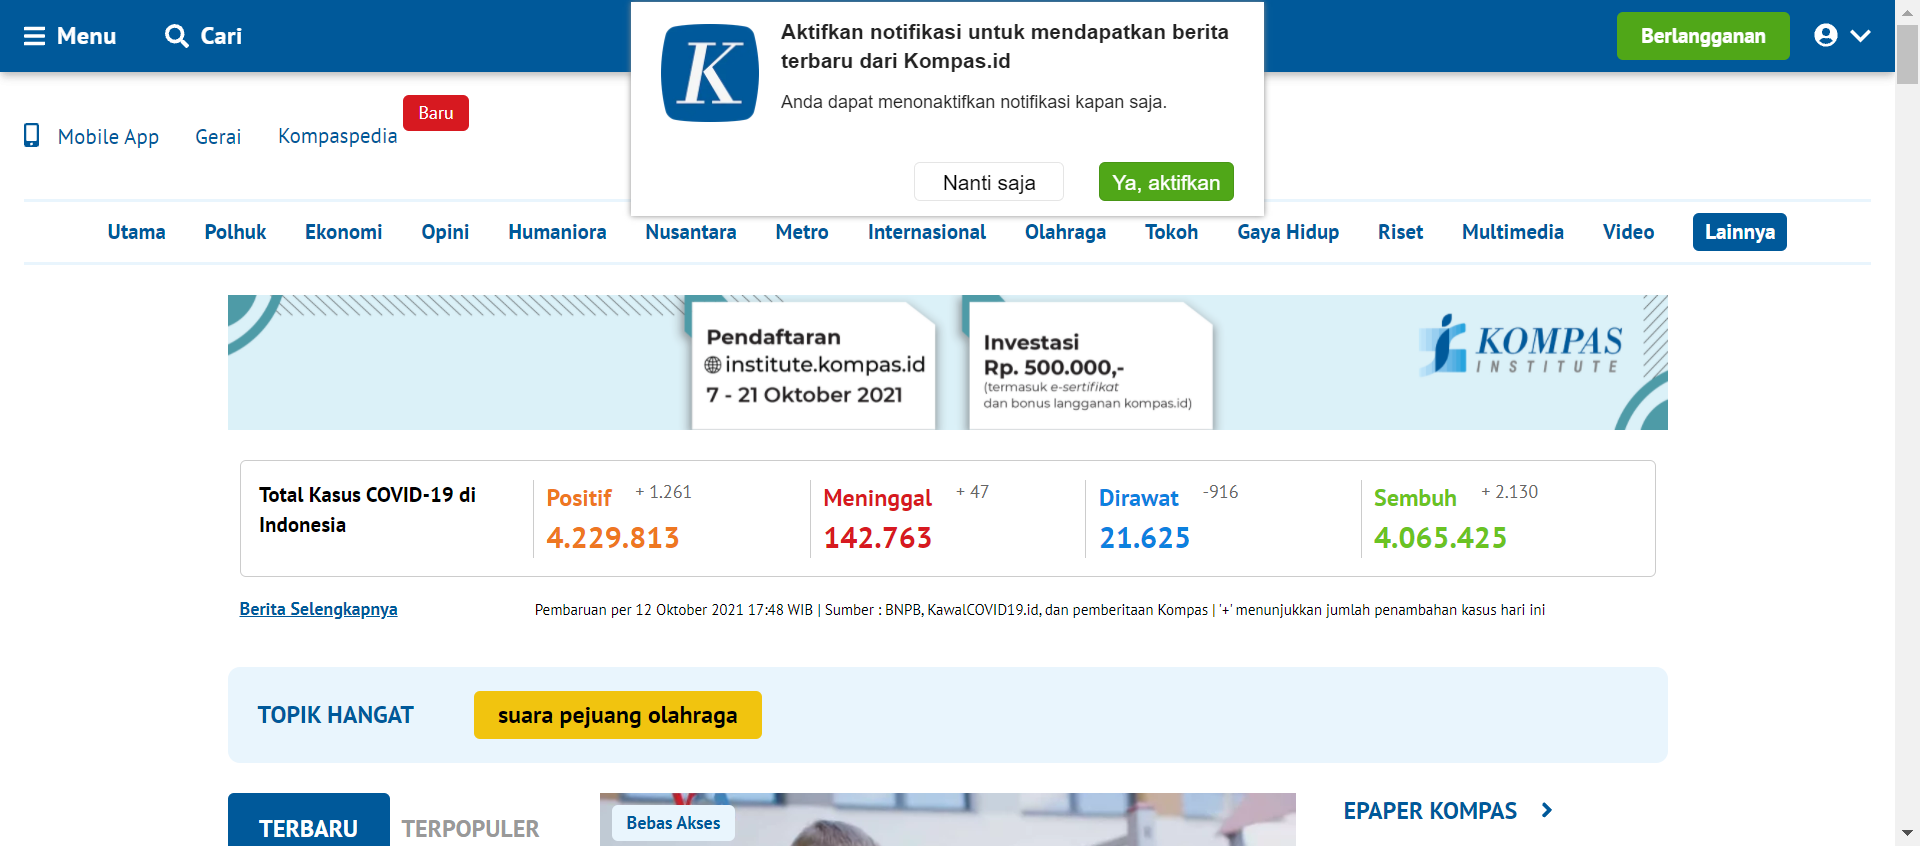 Menu
Cari
K
Aktifkan notifikasi untuk mendapatkan berita
terbaru dari Kompas.id
Anda dapat menonaktifkan notifikasi kapan saja.
Nanti saja
Ya, aktifkan
Berlangganan
Mobile App
Gerai
Kompaspedia
Baru
Utama
Polhuk
Ekonomi
Opini
Humaniora
Nusantara
Metro
Internasional
Olahraga
Tokoh
Gaya Hidup
Riset
Multimedia
Video
Lainnya
Pendaftaran
institute.kompas.id
7 - 21 Oktober 2021
Investasi
Rp. 500.000,-
(termasuk e-sertifikat
dan bonus langganan kompas.id)
KOMPAS
INSTITUTE
Total Kasus COVID-19 di
Indonesia
Positif + 1.261
4.229.813
Meninggal + 47
142.763
Dirawat -916
21.625
Sembuh + 2.130
4.065.425
Berita Selengkapnya
Pembaruan per 12 Oktober 2021 17:48 WIB | Sumber : BNPB, KawalCOVID19.id, dan pemberitaan Kompas | '+' menunjukkan jumlah penambahan kasus hari ini
TOPIK HANGAT
suara pejuang olahraga
TERBARU
TERPOPULER
Bebas Akses
EPAPER KOMPAS